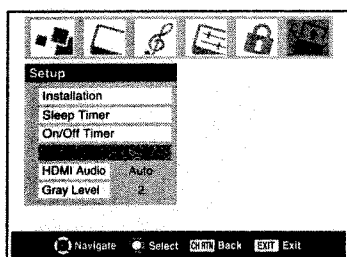 Setup
Installation
Sleep Timer
On/Off Timer
HDMI Audio Auto
Gray Level 2
Navigate Select CH RTN Back EXIT Exit